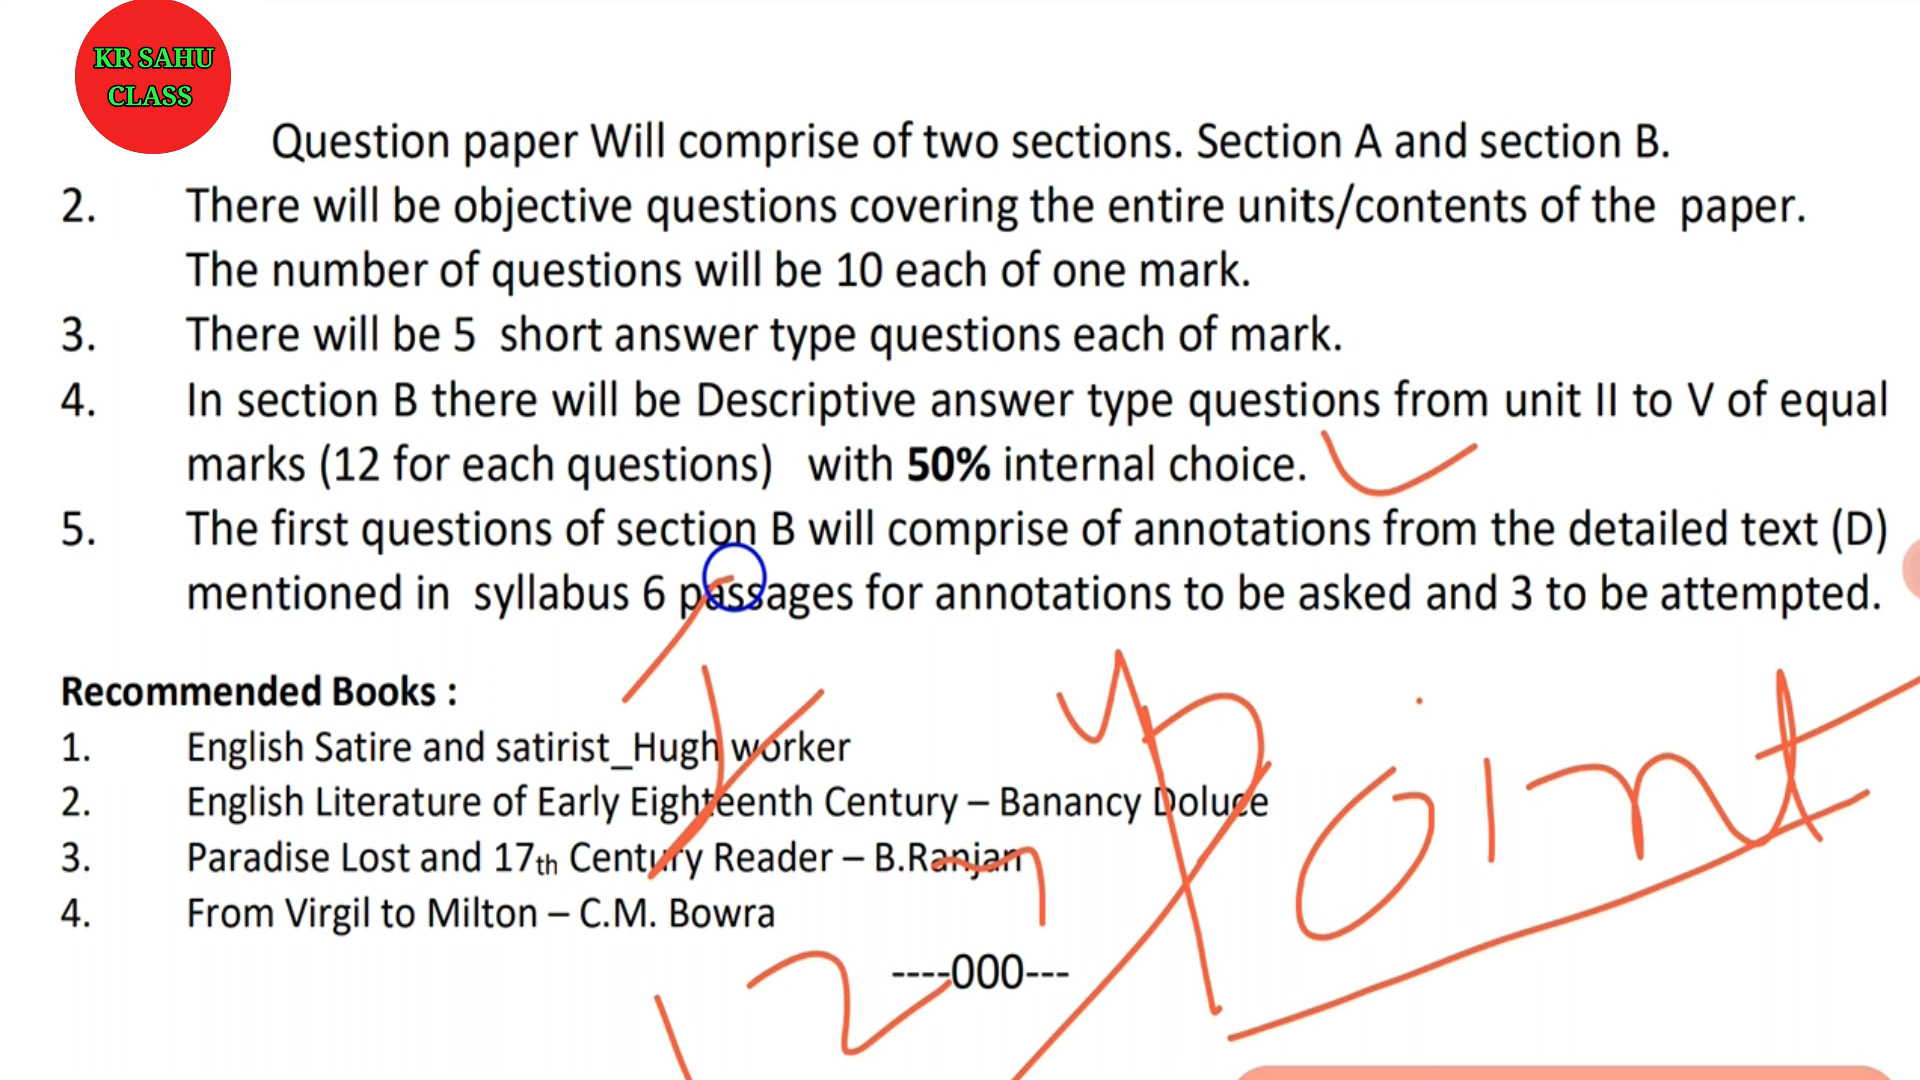 KR SAHU
CLASS
Question paper Will comprise of two sections. Section A and section B.
2. There will be objective questions covering the entire units/contents of the paper.
The number of questions will be 10 each of one mark.
3. There will be 5 short answer type questions each of mark.
4. In section B there will be Descriptive answer type questions from unit II to V of equal
marks (12 for each questions) with 50% internal choice.
5. The first questions of section B will comprise of annotations from the detailed text (D)
mentioned in syllabus 6 passages for annotations to be asked and 3 to be attempted.
Recommended Books :
1. English Satire and satirist_Hugh worker
2. English Literature of Early Eighteenth Century – Banancy Doluce
3. Paradise Lost and 17th Century Reader – B.Ranjan
4. From Virgil to Milton – C.M. Bowra
Point
12
----000---